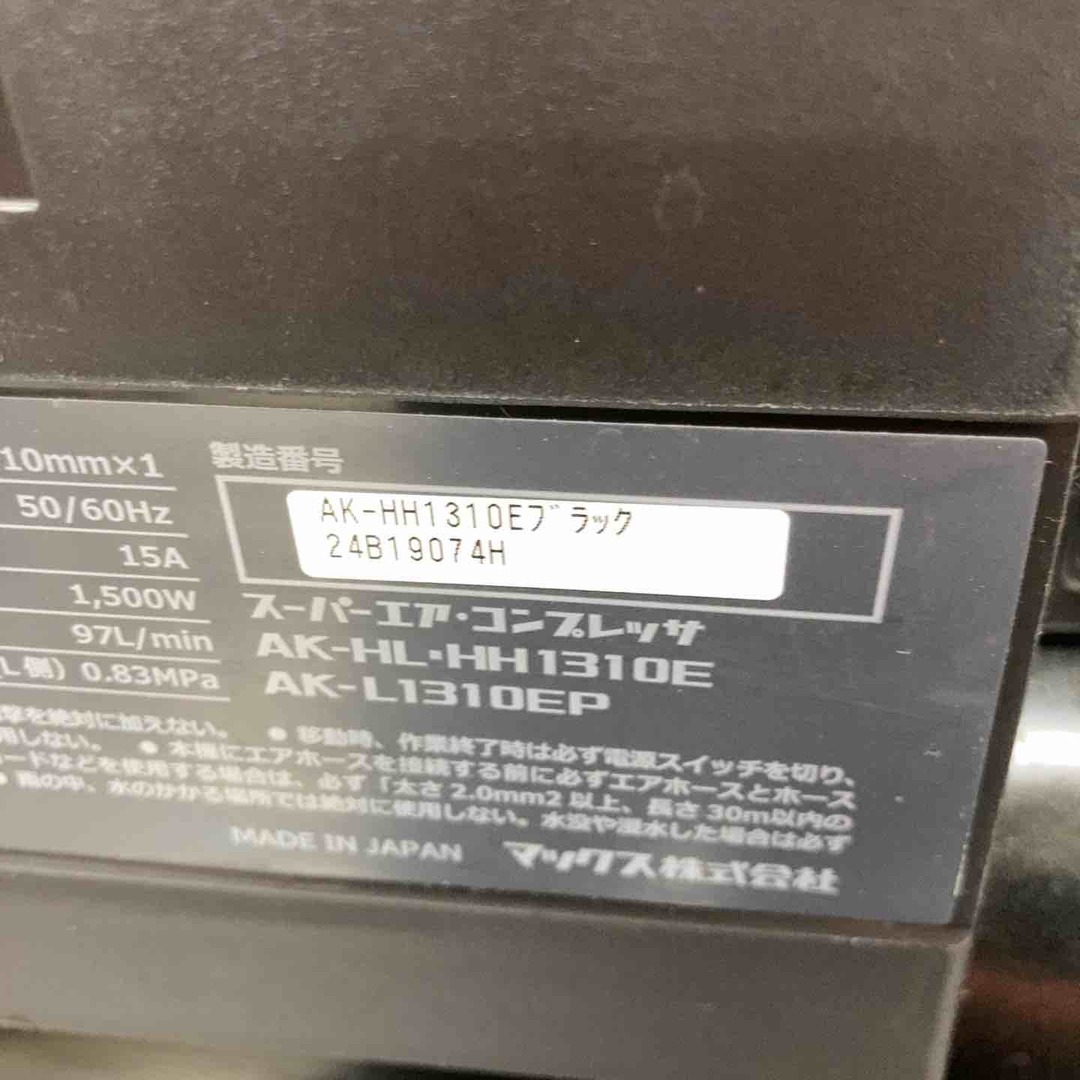 10mm×1
50/60Hz
15A
1,500W
97L/min
(L側) 0.83MPa
製造番号
AK-HH1310Eブラック
24B19074H
スーパーエア・コンプレッサ
AK-HL・HH1310E
AK-L1310EP
撃を絶対に加えない。 ● 移動時、作業終了時は必ず電源スイッチを切り、
用しない。 ● 本機にエアホースを接続する前に必ずエアホースとホース
ードなどを使用する場合は、必ず「太さ 2.0mm2 以上、長さ 30m以内の
● 雨の中、水のかかる場所では絶対に使用しない。水没や浸水した場合は必ず
MADE IN JAPAN マックス株式会社